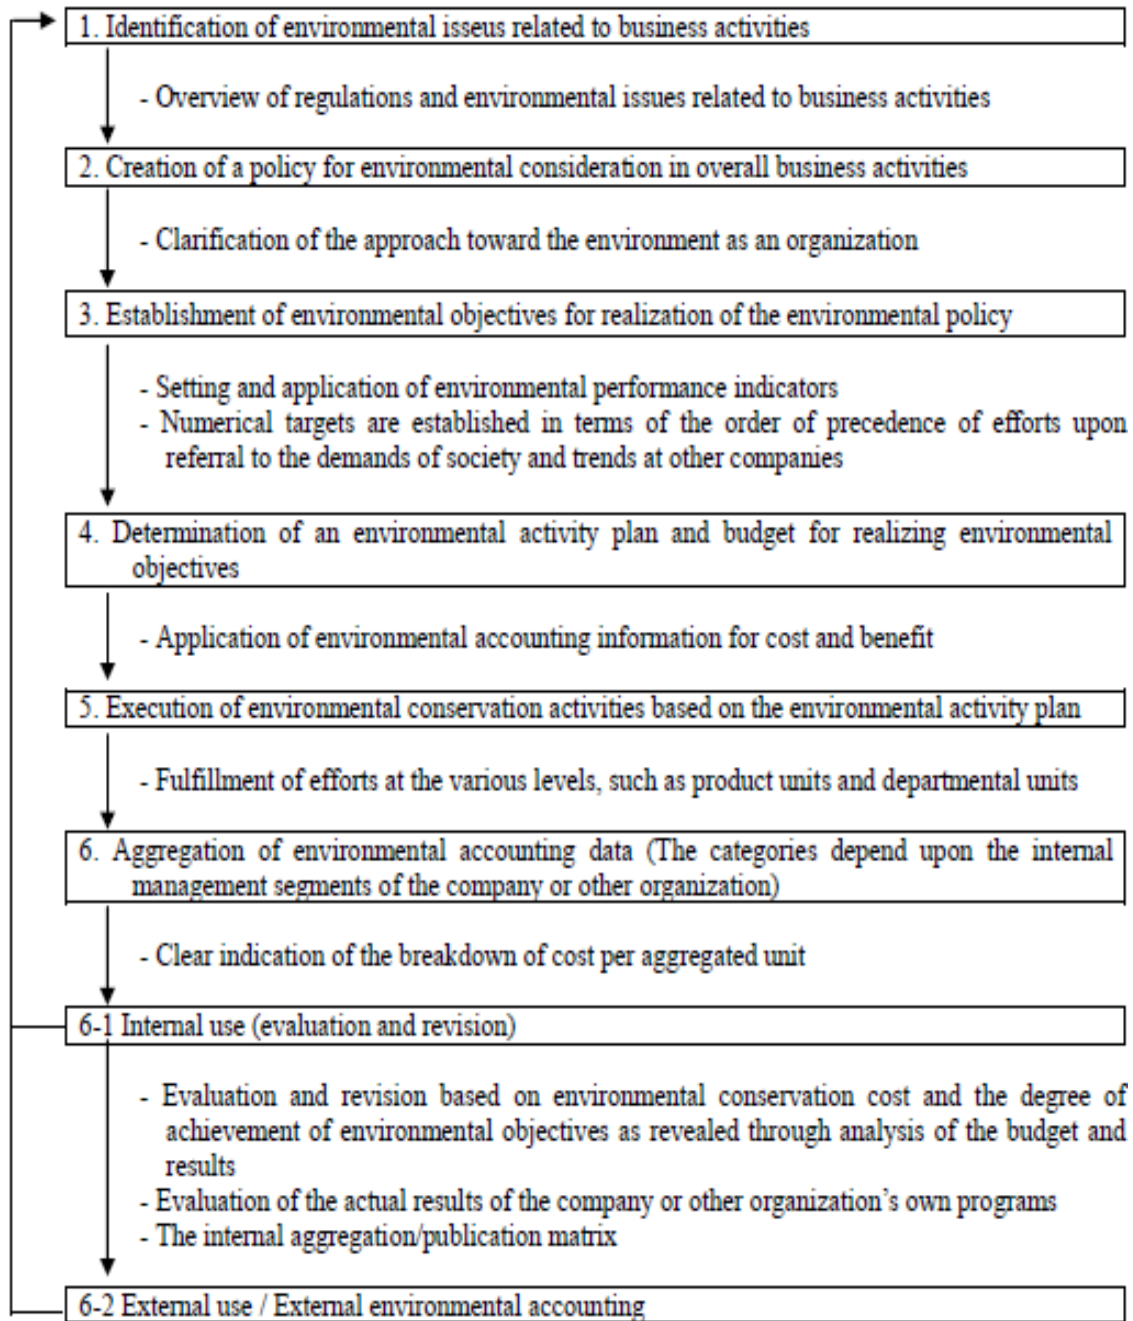 1. Identification of environmental isseus related to business activities
- Overview of regulations and environmental issues related to business activities
2. Creation of a policy for environmental consideration in overall business activities
- Clarification of the approach toward the environment as an organization
3. Establishment of environmental objectives for realization of the environmental policy
- Setting and application of environmental performance indicators
- Numerical targets are established in terms of the order of precedence of efforts upon
referral to the demands of society and trends at other companies
4. Determination of an environmental activity plan and budget for realizing environmental
objectives
- Application of environmental accounting information for cost and benefit
5. Execution of environmental conservation activities based on the environmental activity plan
- Fulfillment of efforts at the various levels, such as product units and departmental units
6. Aggregation of environmental accounting data (The categories depend upon the internal
management segments of the company or other organization)
- Clear indication of the breakdown of cost per aggregated unit
6-1 Internal use (evaluation and revision)
- Evaluation and revision based on environmental conservation cost and the degree of
achievement of environmental objectives as revealed through analysis of the budget and
results
- Evaluation of the actual results of the company or other organization’s own programs
- The internal aggregation/publication matrix
6-2 External use / External environmental accounting